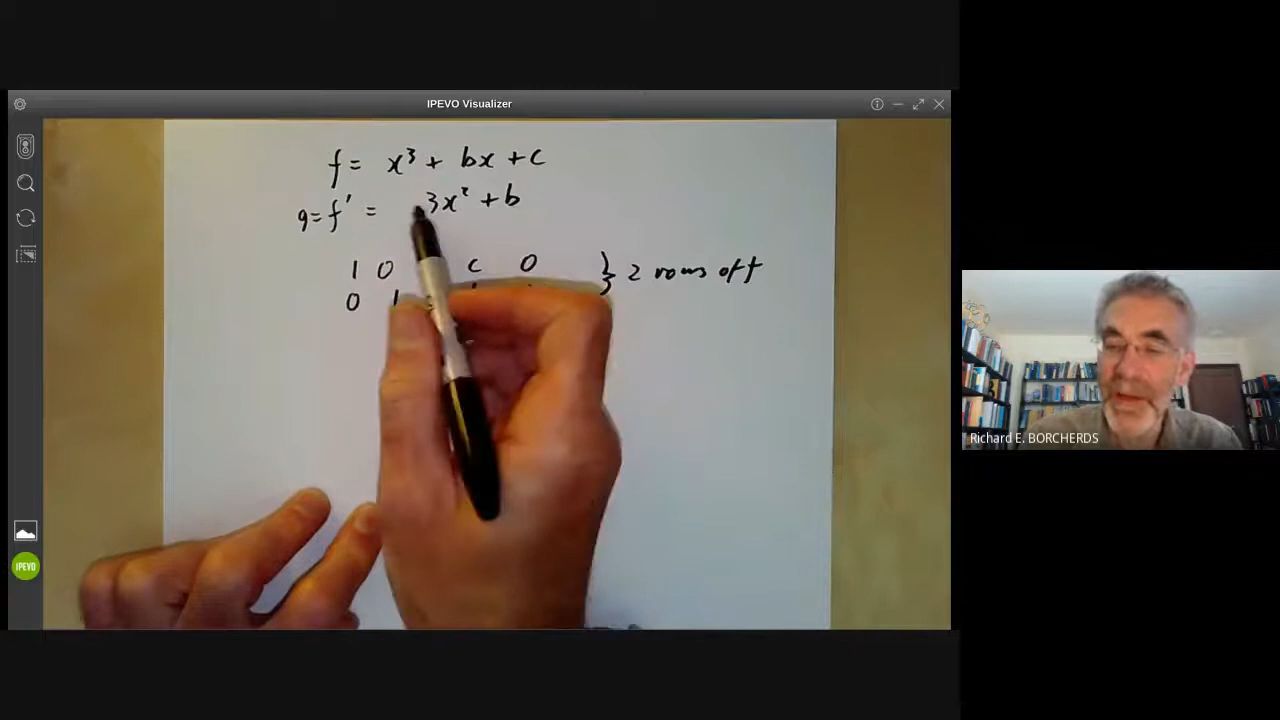 IPEVO Visualizer
f = x³ + bx + c
g = f' = 3x² + b
1 0 c 0 } 2 rows of f
0 1
IPEVO
Richard E. BORCHERDS